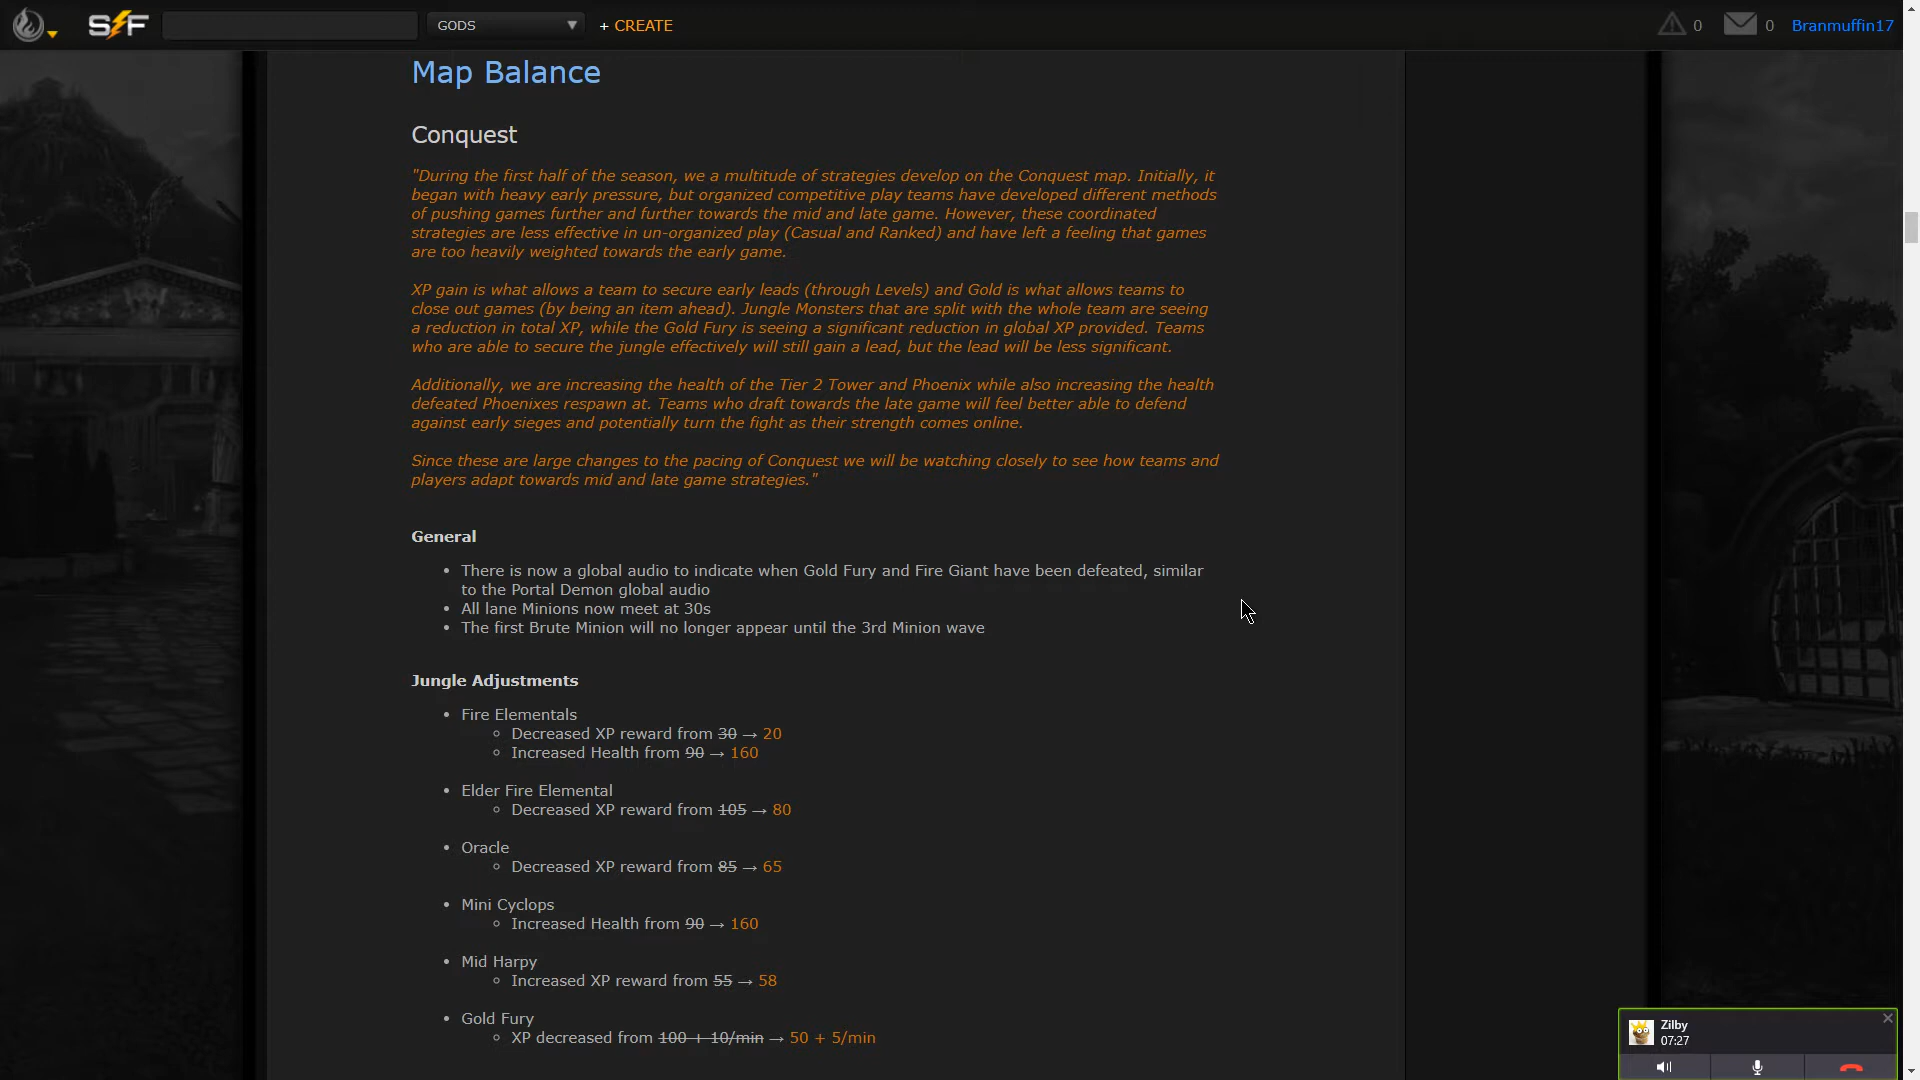 SF GODS + CREATE 0 0 Branmuffin17
Map Balance
Conquest
"During the first half of the season, we a multitude of strategies develop on the Conquest map. Initially, it
began with heavy early pressure, but organized competitive play teams have developed different methods
of pushing games further and further towards the mid and late game. However, these coordinated
strategies are less effective in un-organized play (Casual and Ranked) and have left a feeling that games
are too heavily weighted towards the early game.
XP gain is what allows a team to secure early leads (through Levels) and Gold is what allows teams to
close out games (by being an item ahead). Jungle Monsters that are split with the whole team are seeing
a reduction in total XP, while the Gold Fury is seeing a significant reduction in global XP provided. Teams
who are able to secure the jungle effectively will still gain a lead, but the lead will be less significant.
Additionally, we are increasing the health of the Tier 2 Tower and Phoenix while also increasing the health
defeated Phoenixes respawn at. Teams who draft towards the late game will feel better able to defend
against early sieges and potentially turn the fight as their strength comes online.
Since these are large changes to the pacing of Conquest we will be watching closely to see how teams and
players adapt towards mid and late game strategies."
General
• There is now a global audio to indicate when Gold Fury and Fire Giant have been defeated, similar
to the Portal Demon global audio
• All lane Minions now meet at 30s
• The first Brute Minion will no longer appear until the 3rd Minion wave
Jungle Adjustments
• Fire Elementals
◦ Decreased XP reward from 30 → 20
◦ Increased Health from 90 → 160
• Elder Fire Elemental
◦ Decreased XP reward from 105 → 80
• Oracle
◦ Decreased XP reward from 85 → 65
• Mini Cyclops
◦ Increased Health from 90 → 160
• Mid Harpy
◦ Increased XP reward from 55 → 58
• Gold Fury
◦ XP decreased from 100 + 10/min → 50 + 5/min
Zilby
07:27